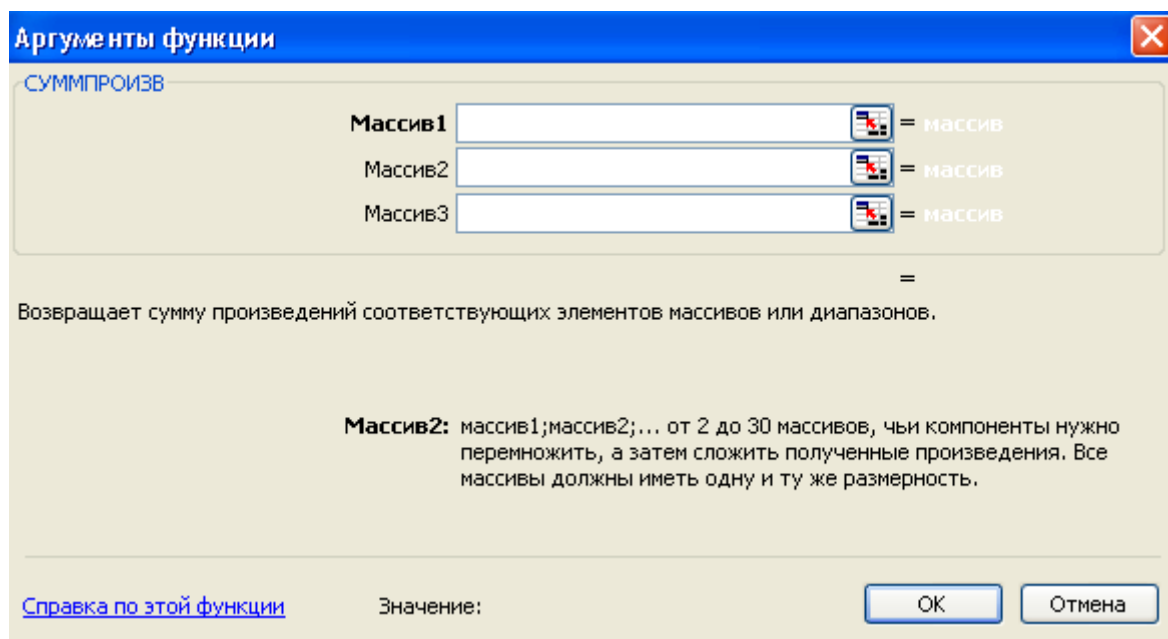 Аргументы функции
СУММПРОИЗВ
Массив1 = массив
Массив2 = массив
Массив3 = массив
=
Возвращает сумму произведений соответствующих элементов массивов или диапазонов.
Массив2: массив1;массив2;... от 2 до 30 массивов, чьи компоненты нужно
перемножить, а затем сложить полученные произведения. Все
массивы должны иметь одну и ту же размерность.
Справка по этой функции Значение: ОК Отмена